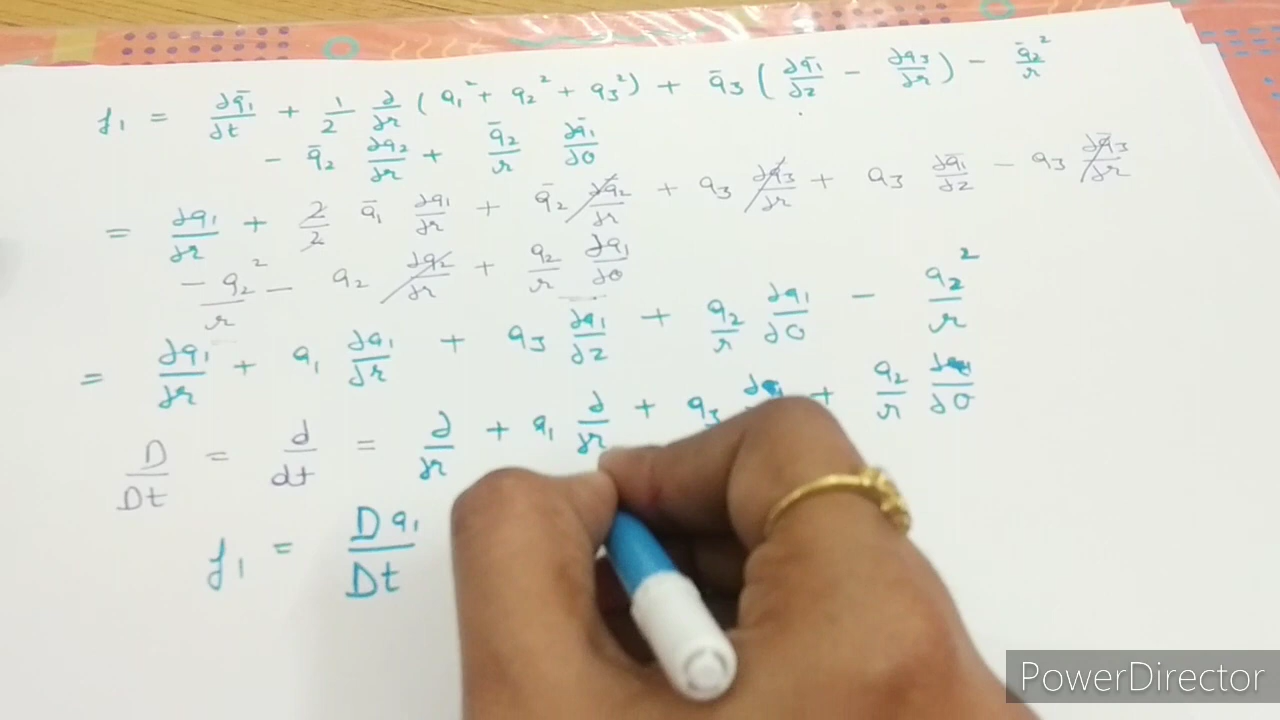 f₁ = ∂q̄₁/∂t + 1/2 ∂/∂r (q₁² + q₂² + q₃²) + q̄₃ (∂q̄₁/∂z − ∂q₃/∂r) − q̄₂²/r
− q̄₂ ∂q₂/∂r + q̄₂/r ∂q̄₁/∂θ
= ∂q₁/∂r + 2/2 q̄₁ ∂q₁/∂r + q̄₂ ∂q₂/∂r + q₃ ∂q₃/∂r + q₃ ∂q̄₁/∂z − q₃ ∂q̄₃/∂r
− q₂²/r − q₂ ∂q₂/∂r + q₂/r ∂q₁/∂θ
= ∂q₁/∂r + q₁ ∂q₁/∂r + q₃ ∂q₁/∂z + q₂/r ∂q₁/∂θ − q₂²/r
D/Dt = d/dt = ∂/∂r + q₁ ∂/∂r + q₃ + q₂/r ∂/∂θ
f₁ = Dq₁/Dt
PowerDirector